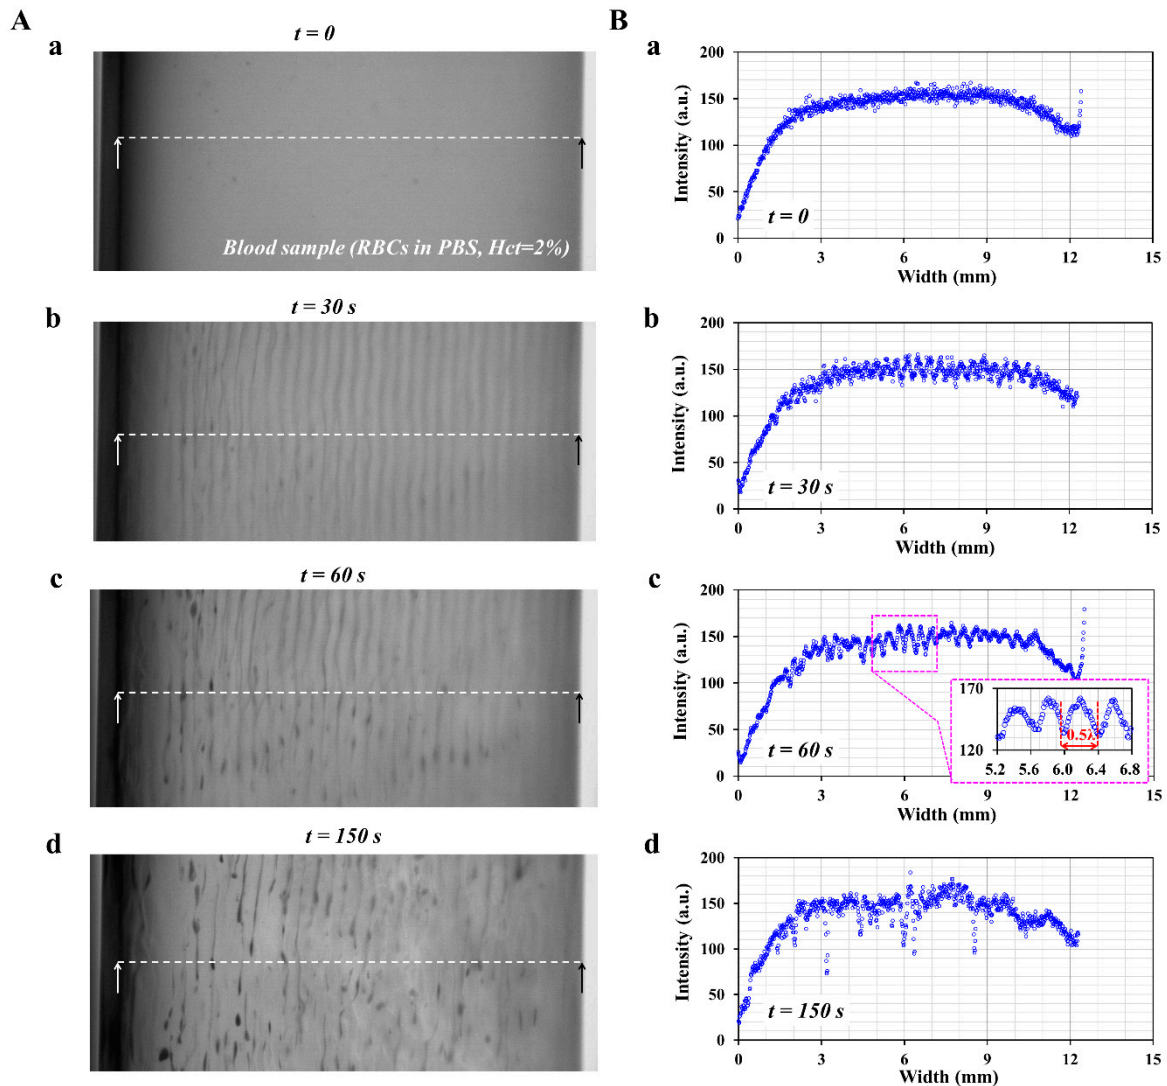 A
a
t = 0
Blood sample (RBCs in PBS, Hct=2%)
b
t = 30 s
c
t = 60 s
d
t = 150 s
B
a
200
150
100
50
0
Intensity (a.u.)
t = 0
0 3 6 9 12 15
Width (mm)
b
200
150
100
50
0
Intensity (a.u.)
t = 30 s
0 3 6 9 12 15
Width (mm)
c
200
150
100
50
0
Intensity (a.u.)
t = 60 s
170
120
0.5λ
5.2 5.6 6.0 6.4 6.8
0 3 6 9 12 15
Width (mm)
d
200
150
100
50
0
Intensity (a.u.)
t = 150 s
0 3 6 9 12 15
Width (mm)